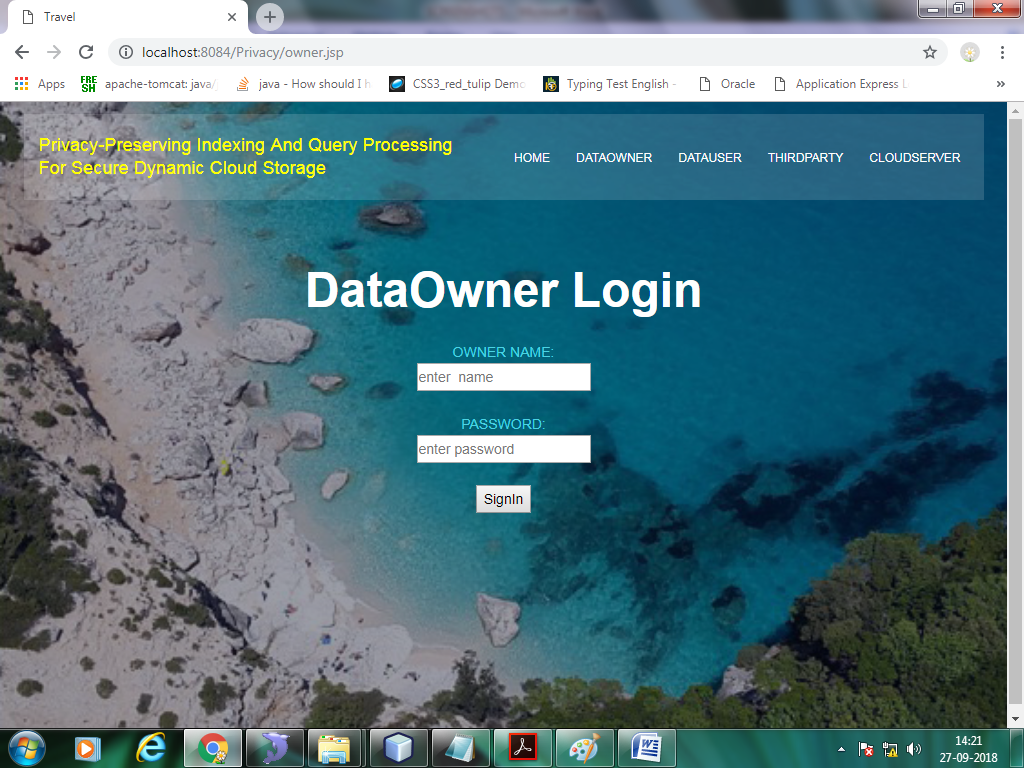 Travel
localhost:8084/Privacy/owner.jsp
Apps
FRE SH
apache-tomcat: java/
java - How should I h
CSS3_red_tulip Demo
Typing Test English -
Oracle
Application Express L
»
Privacy-Preserving Indexing And Query Processing
For Secure Dynamic Cloud Storage
HOME DATAOWNER DATAUSER THIRDPARTY CLOUDSERVER
DataOwner Login
OWNER NAME:
enter  name
PASSWORD:
enter password
SignIn
14:21
27-09-2018